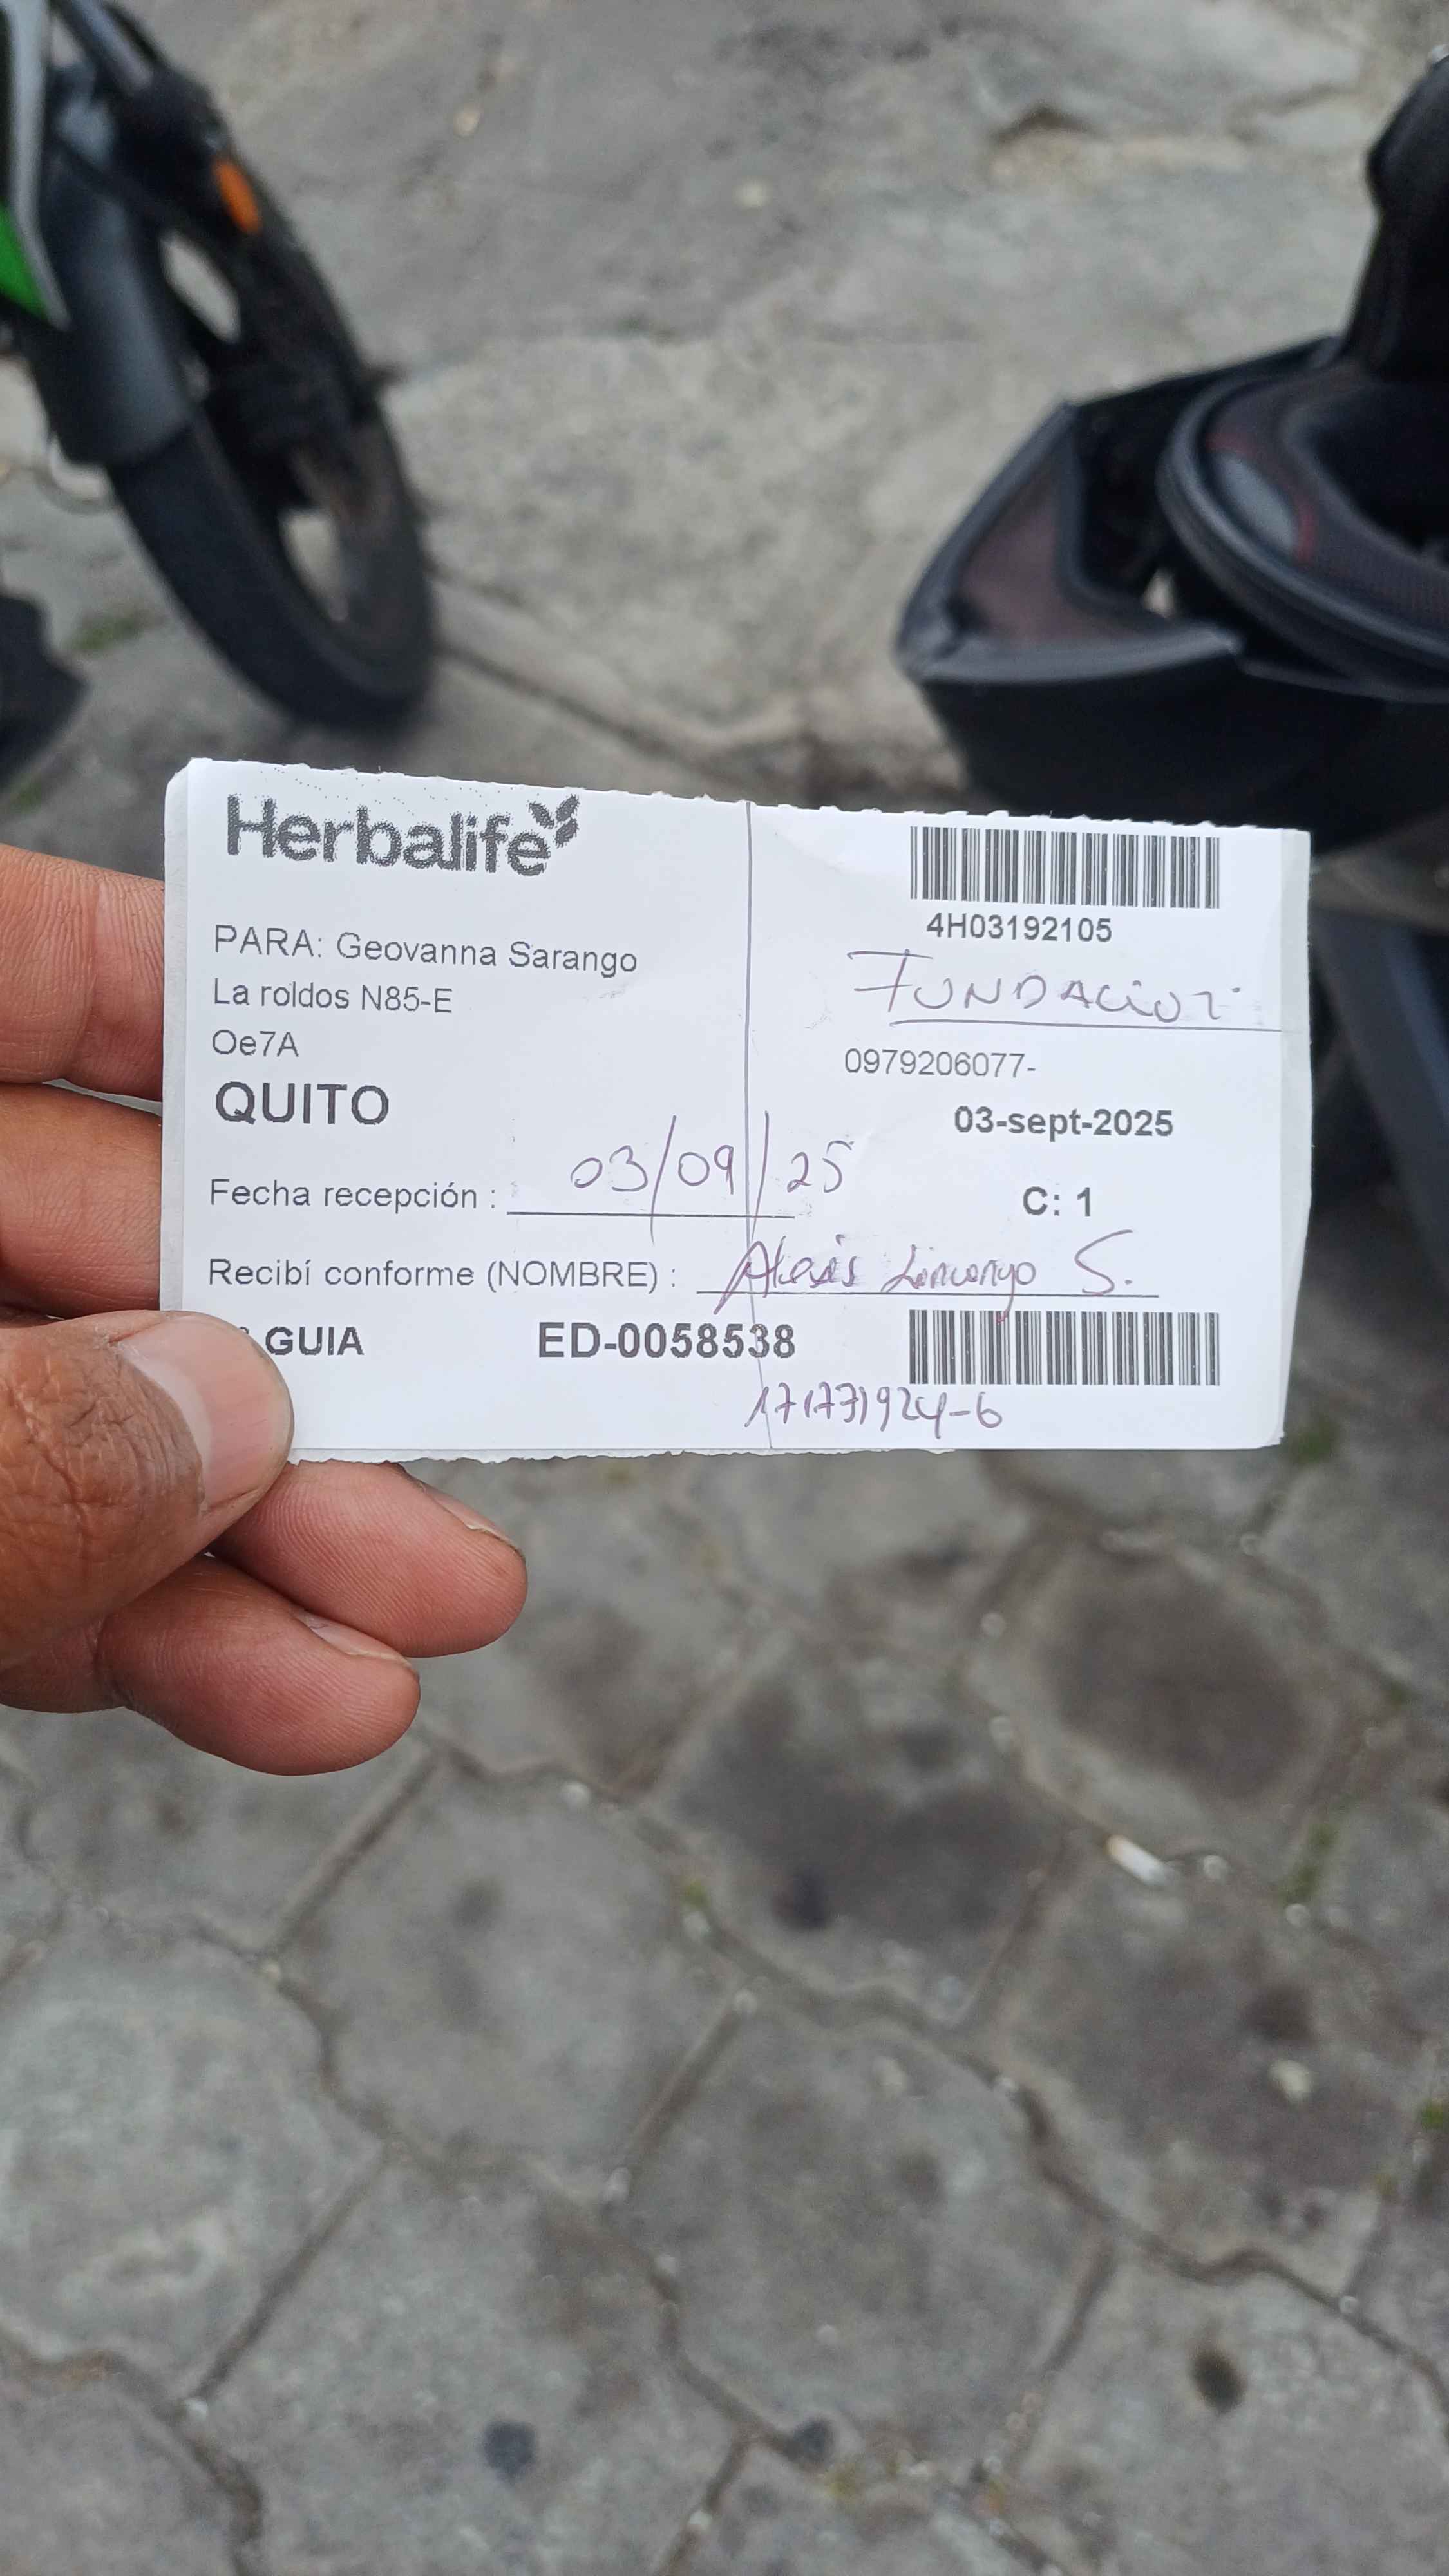 Herbalife
4H03192105
PARA: Geovanna Sarango
FUNDACION
La roldos N85-E
Oe7A
0979206077-
QUITO
03-sept-2025
Fecha recepción : 03/09/25
C: 1
Recibí conforme (NOMBRE) : Alexis S.
GUIA ED-0058538